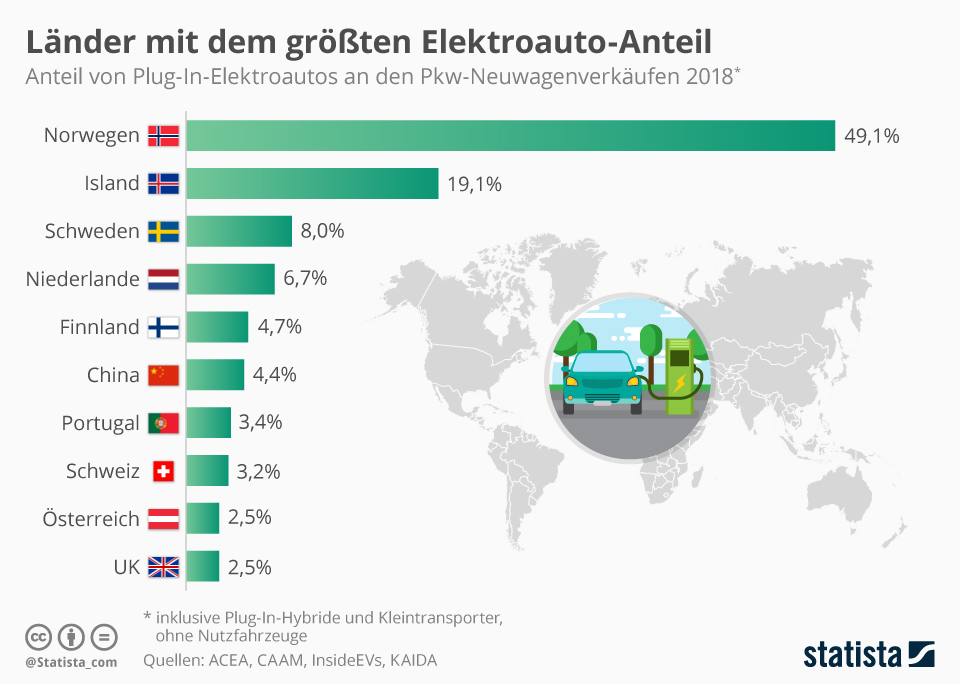 Länder mit dem größten Elektroauto-Anteil
Anteil von Plug-In-Elektroautos an den Pkw-Neuwagenverkäufen 2018*
Norwegen 49,1%
Island 19,1%
Schweden 8,0%
Niederlande 6,7%
Finnland 4,7%
China 4,4%
Portugal 3,4%
Schweiz 3,2%
Österreich 2,5%
UK 2,5%
* inklusive Plug-In-Hybride und Kleintransporter,
ohne Nutzfahrzeuge
cc
@Statista_com
Quellen: ACEA, CAAM, InsideEVs, KAIDA
statista